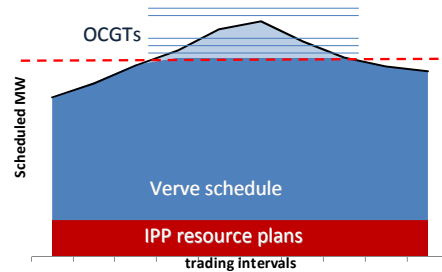 OCGTs
Scheduled MW
Verve schedule
IPP resource plans
trading intervals